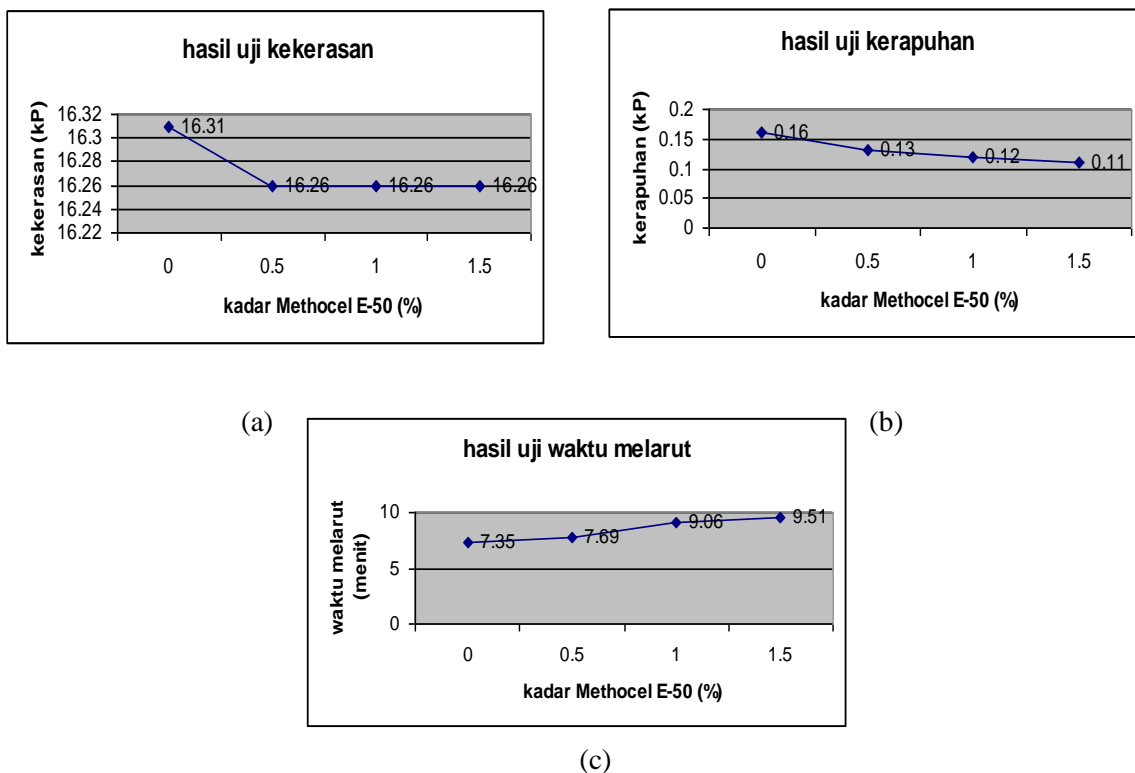 hasil uji kekerasan
kekerasan (kP)
16.32
16.3
16.28
16.26
16.24
16.22
16.31
16.26
16.26
16.26
0
0.5
1
1.5
kadar Methocel E-50 (%)
(a)
hasil uji kerapuhan
kerapuhan (kP)
0.2
0.15
0.1
0.05
0
0.16
0.13
0.12
0.11
0
0.5
1
1.5
kadar Methocel E-50 (%)
(b)
hasil uji waktu melarut
waktu melarut
(menit)
10
5
0
7.35
7.69
9.06
9.51
0
0.5
1
1.5
kadar Methocel E-50 (%)
(c)